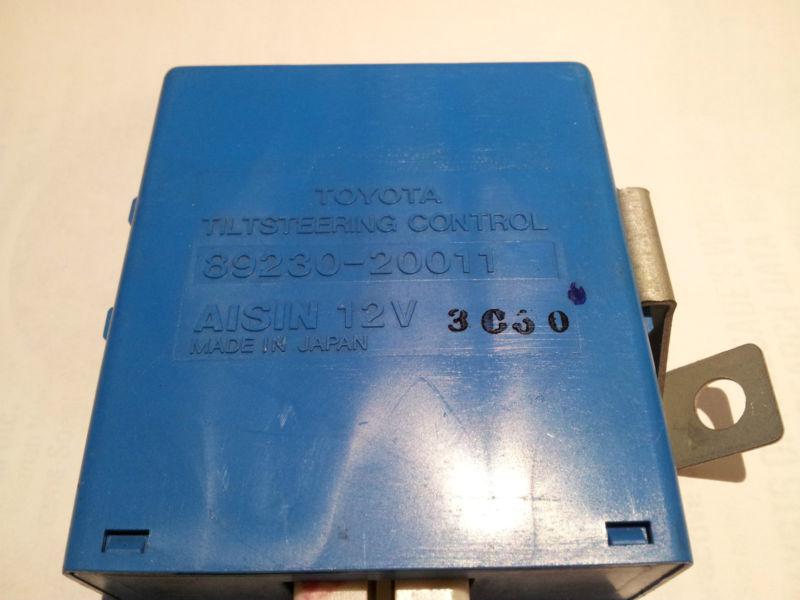 TOYOTA
TILTSTEERING CONTROL
89230-20011
AISIN 12V 3C30
MADE IN JAPAN